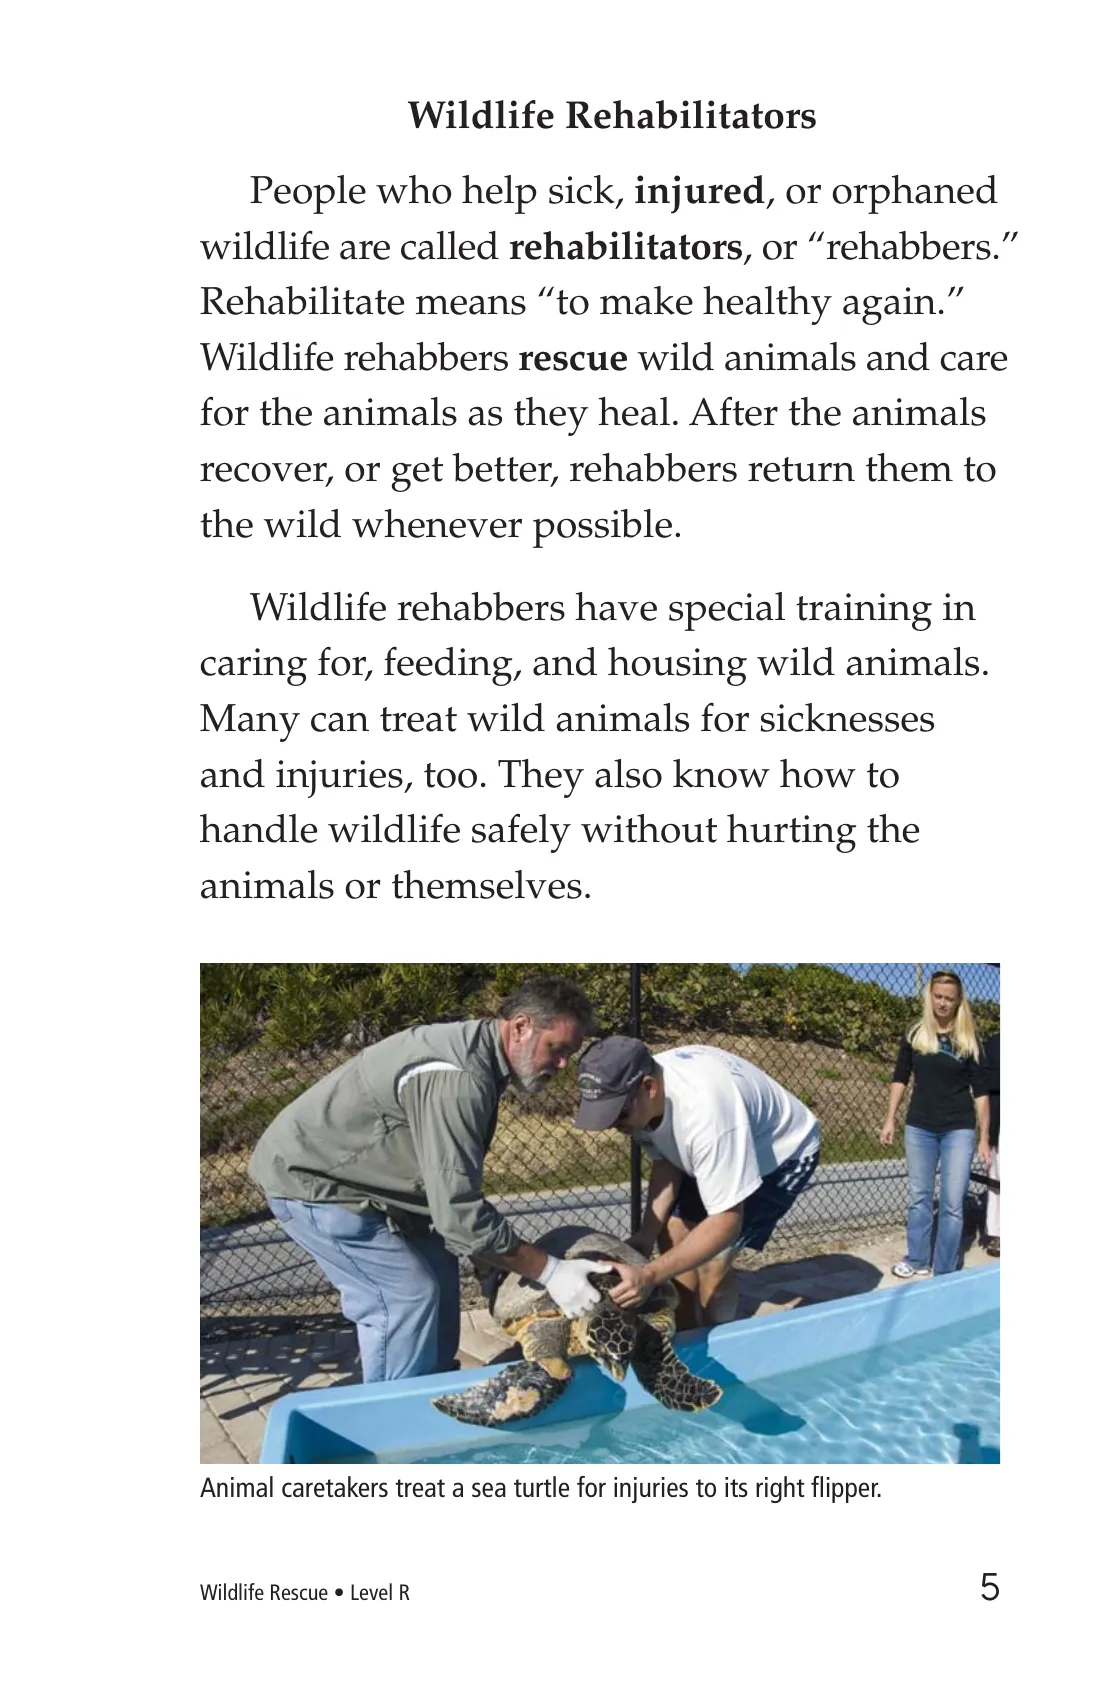 Wildlife Rehabilitators
People who help sick, injured, or orphaned
wildlife are called rehabilitators, or “rehabbers.”
Rehabilitate means “to make healthy again.”
Wildlife rehabbers rescue wild animals and care
for the animals as they heal. After the animals
recover, or get better, rehabbers return them to
the wild whenever possible.
Wildlife rehabbers have special training in
caring for, feeding, and housing wild animals.
Many can treat wild animals for sicknesses
and injuries, too. They also know how to
handle wildlife safely without hurting the
animals or themselves.
Animal caretakers treat a sea turtle for injuries to its right flipper.
Wildlife Rescue • Level R
5